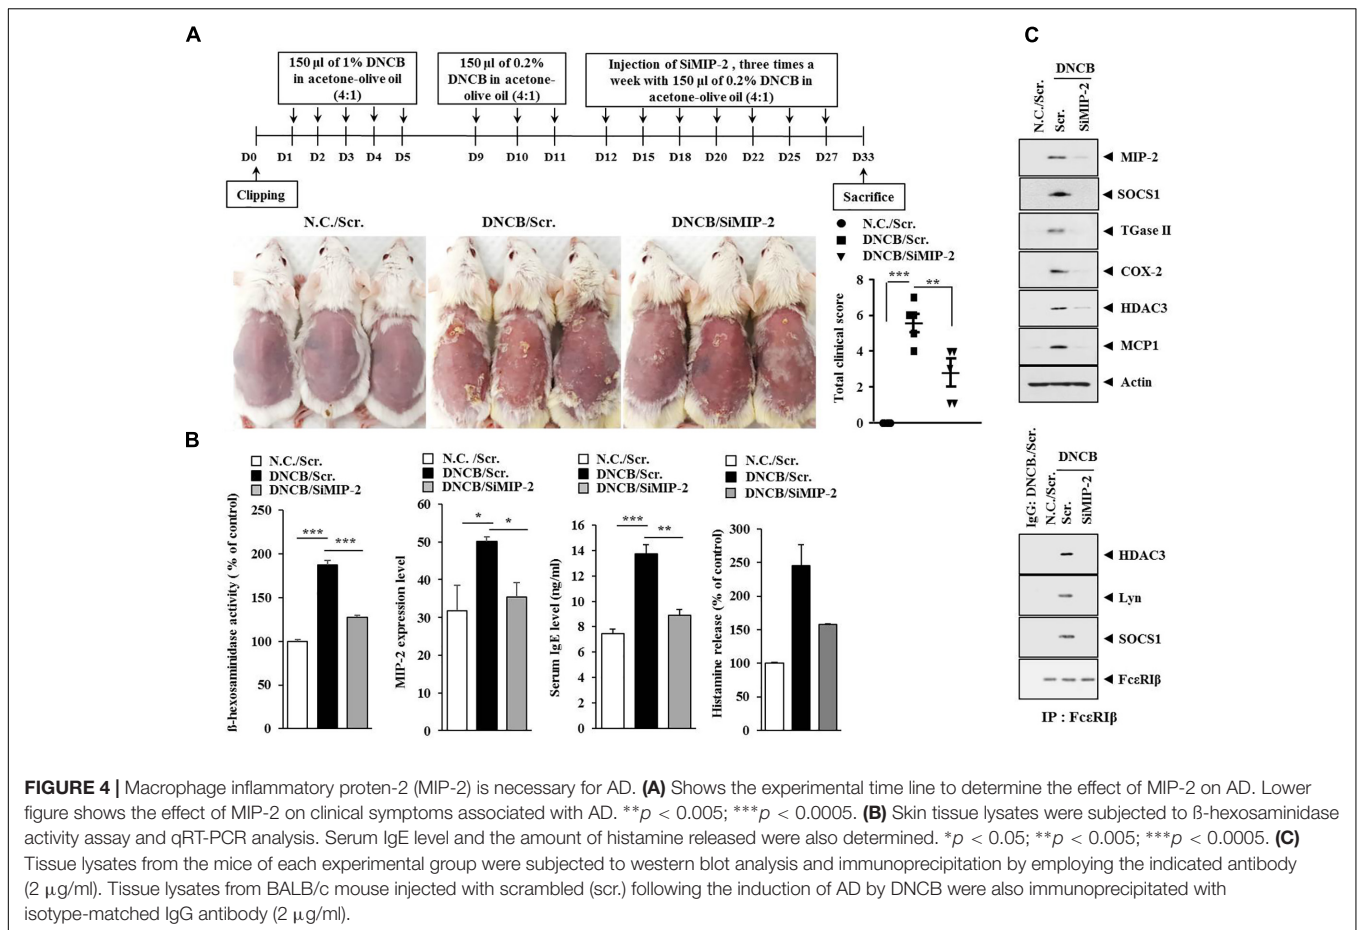 A
150 µl of 1% DNCB
in acetone-olive oil
(4:1)
150 µl of 0.2%
DNCB in acetone-
olive oil (4:1)
Injection of SiMIP-2 , three times a
week with 150 µl of 0.2% DNCB in
acetone-olive oil (4:1)
D0 D1 D2 D3 D4 D5 D9 D10 D11 D12 D15 D18 D20 D22 D25 D27 D33
Clipping
Sacrifice
N.C./Scr. DNCB/Scr. DNCB/SiMIP-2
N.C./Scr.
DNCB/Scr.
DNCB/SiMIP-2
*** **
Total clinical score
8
6
4
2
0
B
N.C./Scr.
DNCB/Scr.
DNCB/SiMIP-2
ß-hexosaminidase activity ( % of control)
250
200
150
100
50
0
*** ***
N.C. /Scr.
DNCB/Scr.
DNCB/SiMIP-2
MIP-2 expression level
60
50
40
30
20
10
0
* *
N.C./Scr.
DNCB/Scr.
DNCB/SiMIP-2
Serum IgE level (ng/ml)
16
14
12
10
8
6
4
2
0
*** **
N.C./Scr.
DNCB/Scr.
DNCB/SiMIP-2
Histamine release (% of control)
300
250
200
150
100
50
0
C
DNCB
N.C./Scr.
Scr.
SiMIP-2
MIP-2
SOCS1
TGase II
COX-2
HDAC3
MCP1
Actin
DNCB
IgG: DNCB./Scr.
N.C./Scr.
Scr.
SiMIP-2
HDAC3
Lyn
SOCS1
FcεRIβ
IP : FcεRIβ
FIGURE 4 | Macrophage inflammatory proten-2 (MIP-2) is necessary for AD. (A) Shows the experimental time line to determine the effect of MIP-2 on AD. Lower
figure shows the effect of MIP-2 on clinical symptoms associated with AD. **p < 0.005; ***p < 0.0005. (B) Skin tissue lysates were subjected to ß-hexosaminidase
activity assay and qRT-PCR analysis. Serum IgE level and the amount of histamine released were also determined. *p < 0.05; **p < 0.005; ***p < 0.0005. (C)
Tissue lysates from the mice of each experimental group were subjected to western blot analysis and immunoprecipitation by employing the indicated antibody
(2 µg/ml). Tissue lysates from BALB/c mouse injected with scrambled (scr.) following the induction of AD by DNCB were also immunoprecipitated with
isotype-matched IgG antibody (2 µg/ml).